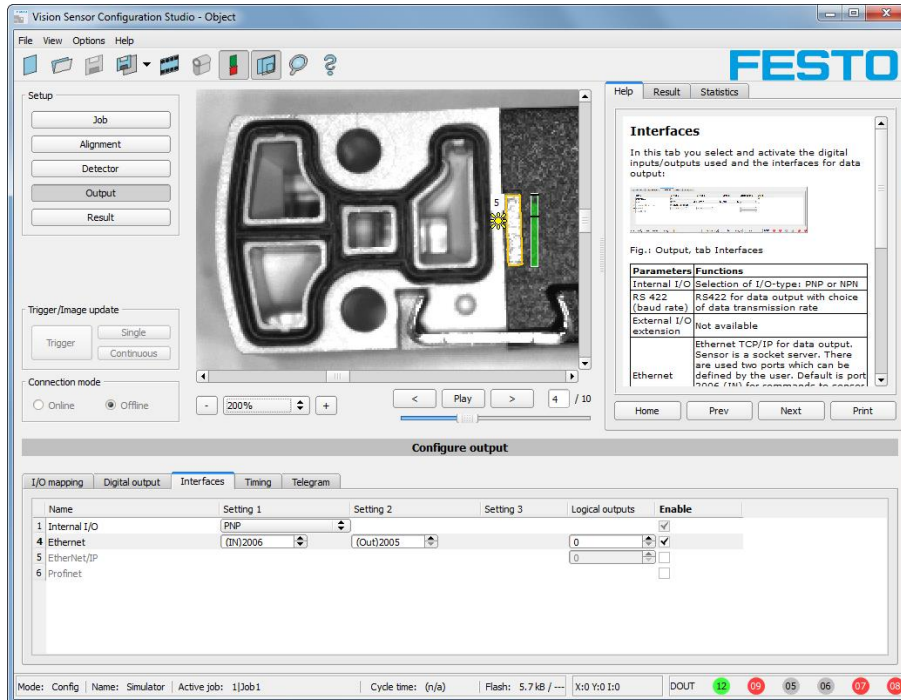 Vision Sensor Configuration Studio - Object
File View Options Help
FESTO
Setup
Job
Alignment
Detector
Output
Result
Trigger/Image update
Trigger
Single
Continuous
Connection mode
Online Offline
5
- 200% +
< Play > 4 / 10
Help Result Statistics
Interfaces
In this tab you select and activate the digital
inputs/outputs used and the interfaces for data
output:
Fig.: Output, tab Interfaces
Parameters Functions
Internal I/O Selection of I/O-type: PNP or NPN
RS 422 (baud rate) RS422 for data output with choice
of data transmission rate
External I/O extension Not available
Ethernet Ethernet TCP/IP for data output.
Sensor is a socket server. There
are used two ports which can be
defined by the user. Default is port
2006 (IN) for commands to sensor
Home Prev Next Print
Configure output
I/O mapping Digital output Interfaces Timing Telegram
Name Setting 1 Setting 2 Setting 3 Logical outputs Enable
1 Internal I/O PNP
4 Ethernet (IN)2006 (Out)2005 0
5 EtherNet/IP 0
6 Profinet
Mode: Config Name: Simulator Active job: 1|Job1 Cycle time: (n/a) Flash: 5.7 kB / --- X:0 Y:0 I:0 DOUT 12 09 05 06 07 08